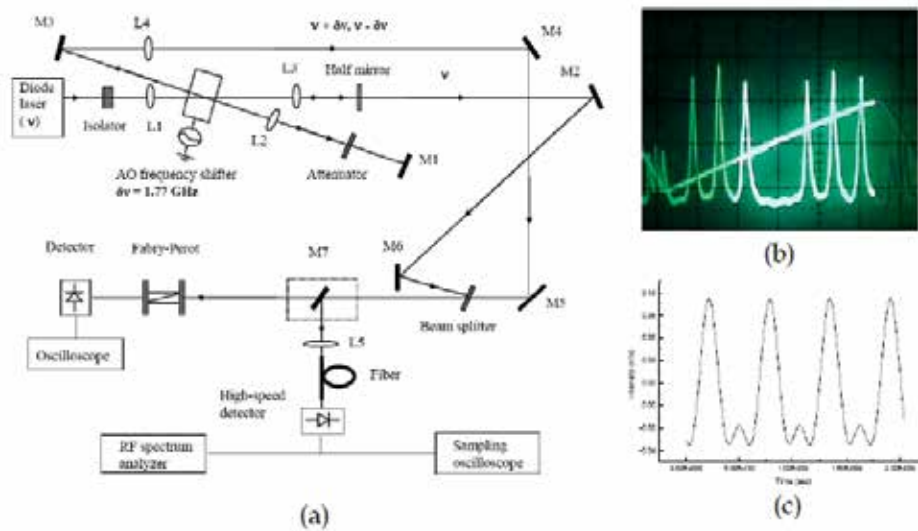 M3
L4
ν + δν, ν - δν
M4
Diode
laser
(ν)
Isolator
L1
L3
Half mirror
ν
M2
L2
AO frequency shifter
δν = 1.77 GHz
Attenuator
M1
Detector
Fabry-Perot
M7
M6
Beam splitter
M5
Oscilloscope
L5
Fiber
High-speed
detector
RF spectrum
analyzer
Sampling
oscilloscope
(a)
(b)
Time (sec)
(c)